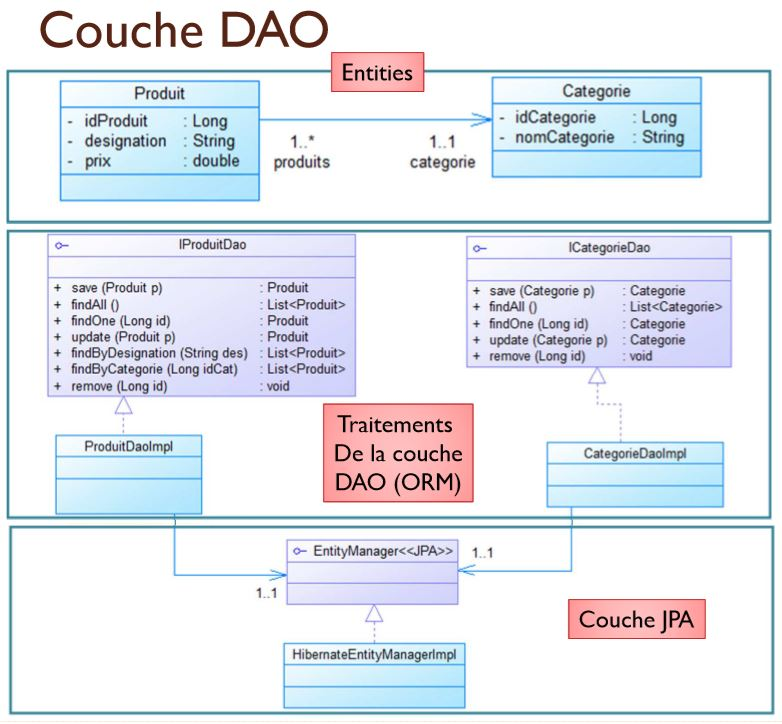 Couche DAO
Entities
Produit
- idProduit : Long
- designation : String
- prix : double
1..*
produits
1..1
categorie
Categorie
- idCategorie : Long
- nomCategorie : String
IProduitDao
+ save (Produit p) : Produit
+ findAll () : List<Produit>
+ findOne (Long id) : Produit
+ update (Produit p) : Produit
+ findByDesignation (String des) : List<Produit>
+ findByCategorie (Long idCat) : List<Produit>
+ remove (Long id) : void
ICategorieDao
+ save (Categorie p) : Categorie
+ findAll () : List<Categorie>
+ findOne (Long id) : Categorie
+ update (Categorie p) : Categorie
+ remove (Long id) : void
ProduitDaoImpl
Traitements
De la couche
DAO (ORM)
CategorieDaoImpl
EntityManager<<JPA>>
1..1
1..1
Couche JPA
HibernateEntityManagerImpl